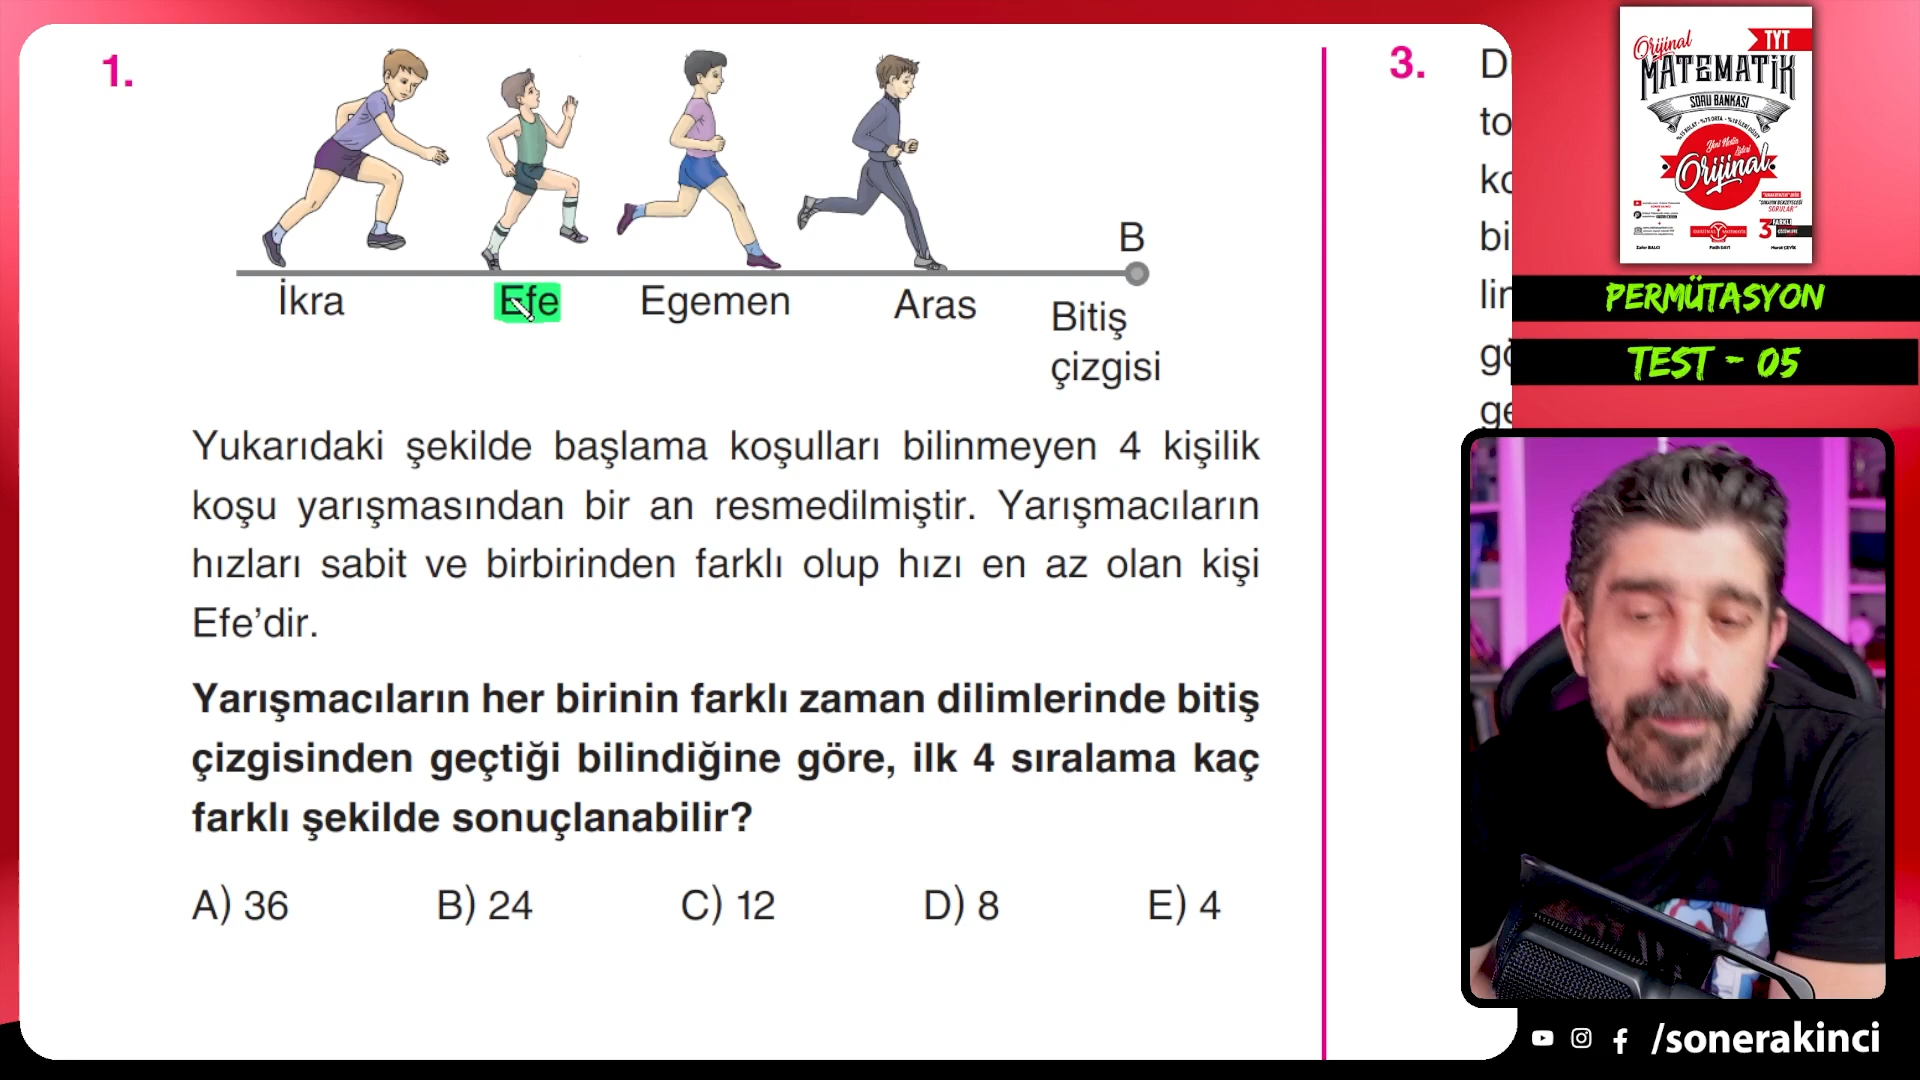 1.
İkra
Efe
Egemen
Aras
B
Bitiş
çizgisi
Yukarıdaki şekilde başlama koşulları bilinmeyen 4 kişilik
koşu yarışmasından bir an resmedilmiştir. Yarışmacıların
hızları sabit ve birbirinden farklı olup hızı en az olan kişi
Efe’dir.
Yarışmacıların her birinin farklı zaman dilimlerinde bitiş
çizgisinden geçtiği bilindiğine göre, ilk 4 sıralama kaç
farklı şekilde sonuçlanabilir?
A) 36
B) 24
C) 12
D) 8
E) 4
3.
D
to
kc
bi
lir
gö
ge
Orijinal
TYT
MATEMATİK
SORU BANKASI
Yeni Nesile
Orijinal
PERMÜTASYON
TEST - 05
/sonerakinci